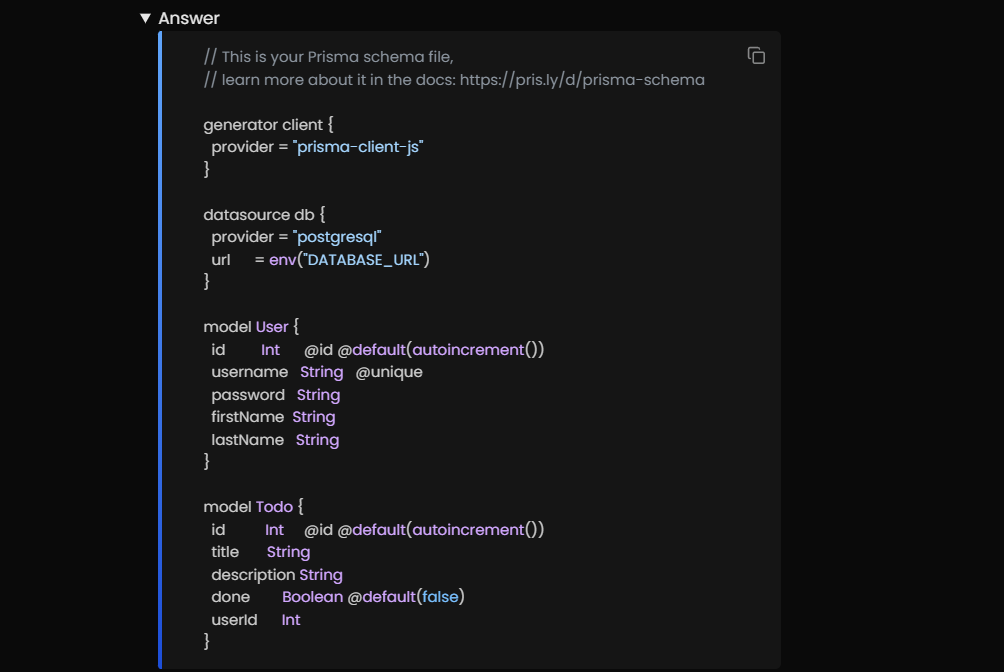 ▼ Answer
// This is your Prisma schema file,
// learn more about it in the docs: https://pris.ly/d/prisma-schema
generator client {
  provider = "prisma-client-js"
}
datasource db {
  provider = "postgresql"
  url      = env("DATABASE_URL")
}
model User {
  id         Int      @id @default(autoincrement())
  username   String   @unique
  password   String
  firstName  String
  lastName   String
}
model Todo {
  id          Int     @id @default(autoincrement())
  title       String
  description String
  done        Boolean @default(false)
  userId      Int
}